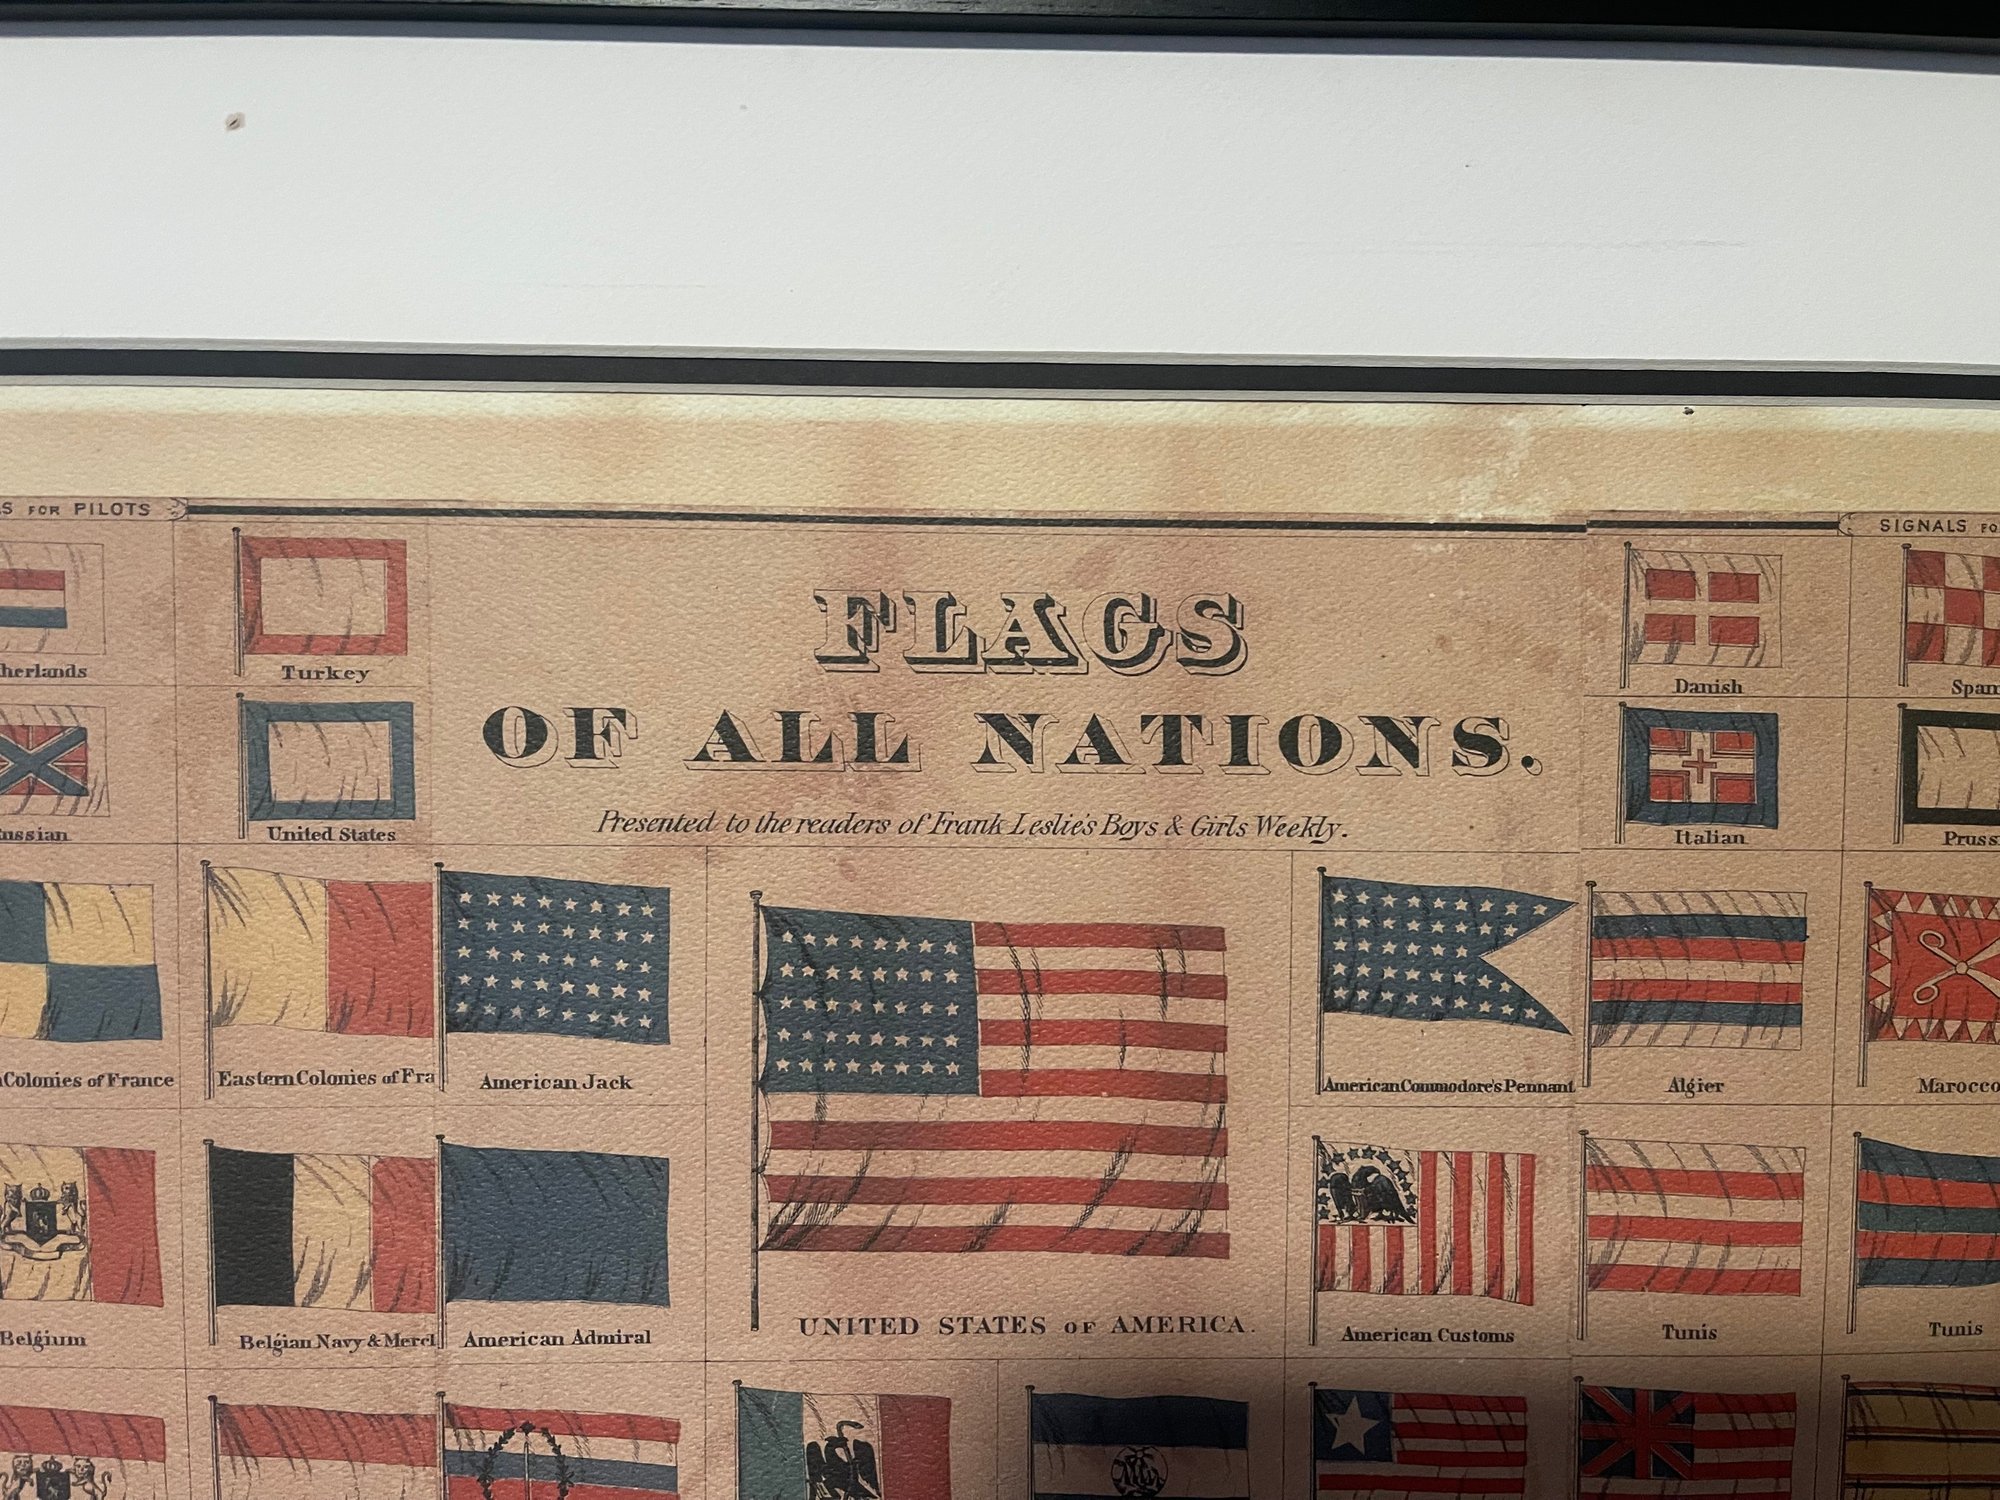 S FOR PILOTS
SIGNALS FO
FLAGS
OF ALL NATIONS.
Presented to the readers of Frank Leslie's Boys & Girls Weekly.
herlands
Turkey
Danish
Span
ussian
United States
Italian
Pruss
Colonies of France
Eastern Colonies of Fra
American Jack
American Commodore's Pennant
Algier
Marocco
Belgium
Belgian Navy & Mercl
American Admiral
UNITED STATES OF AMERICA.
American Customs
Tunis
Tunis